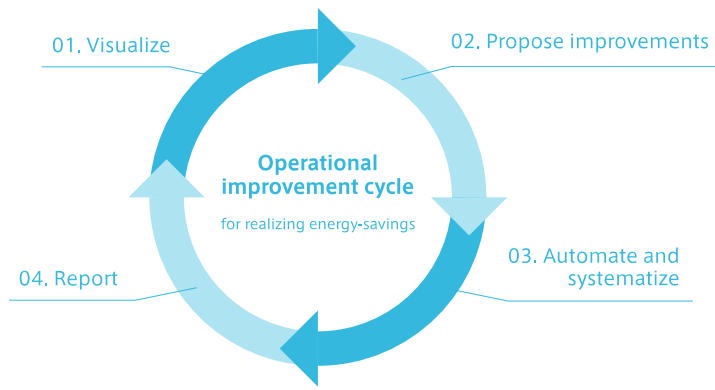 01. Visualize
02. Propose improvements
Operational
improvement cycle
for realizing energy-savings
03. Automate and
systematize
04. Report